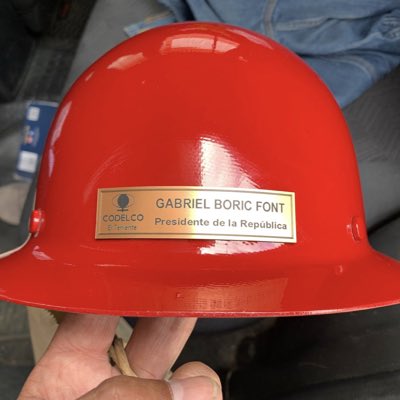 CODELCO
El Teniente
GABRIEL BORIC FONT
Presidente de la República